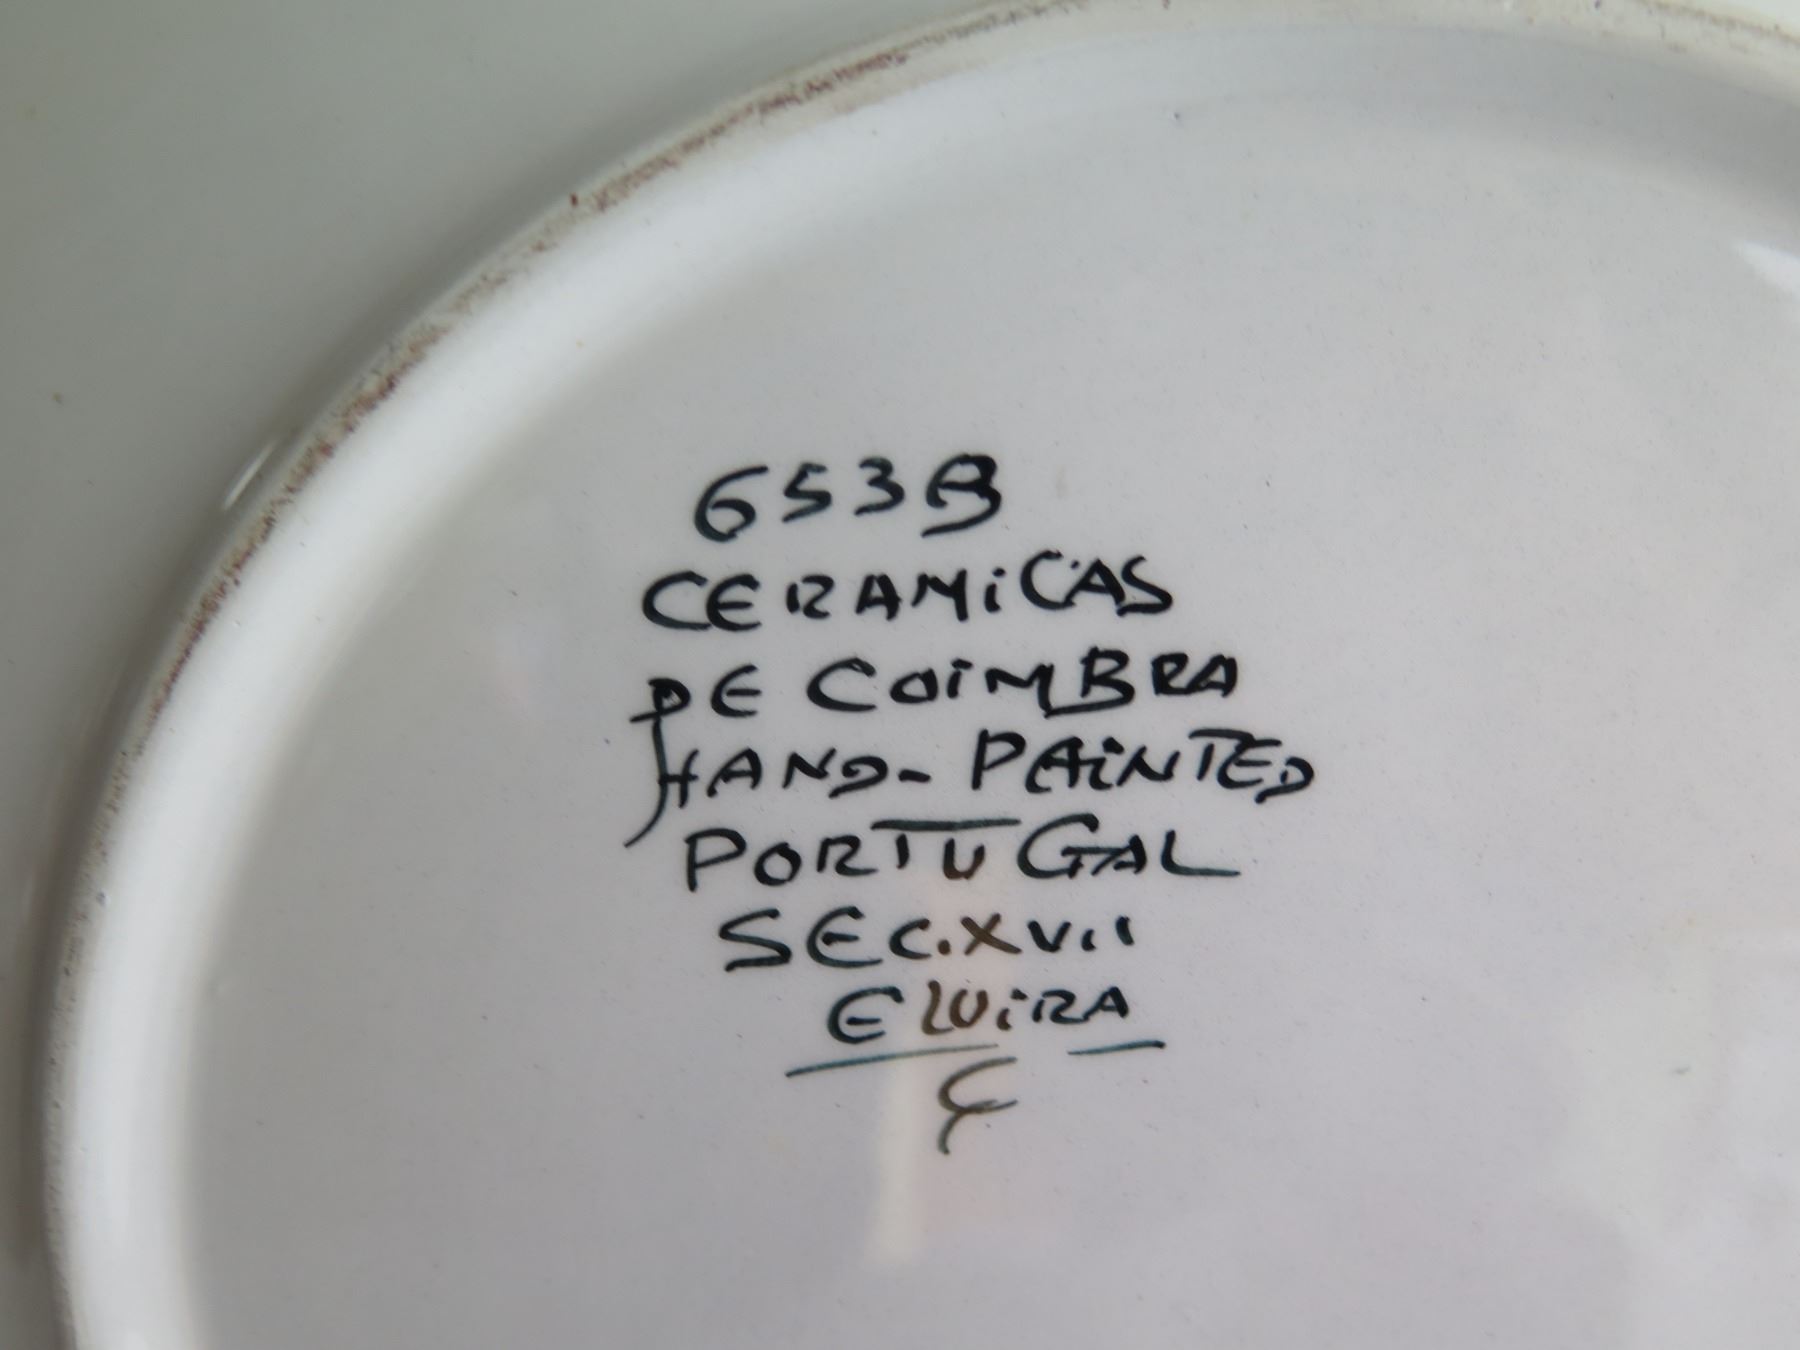 653B
CERAMiCAS
DE COiMBRA
HAND-PAiNTED
PORTUGAL
SEC.XVII
ELViRA